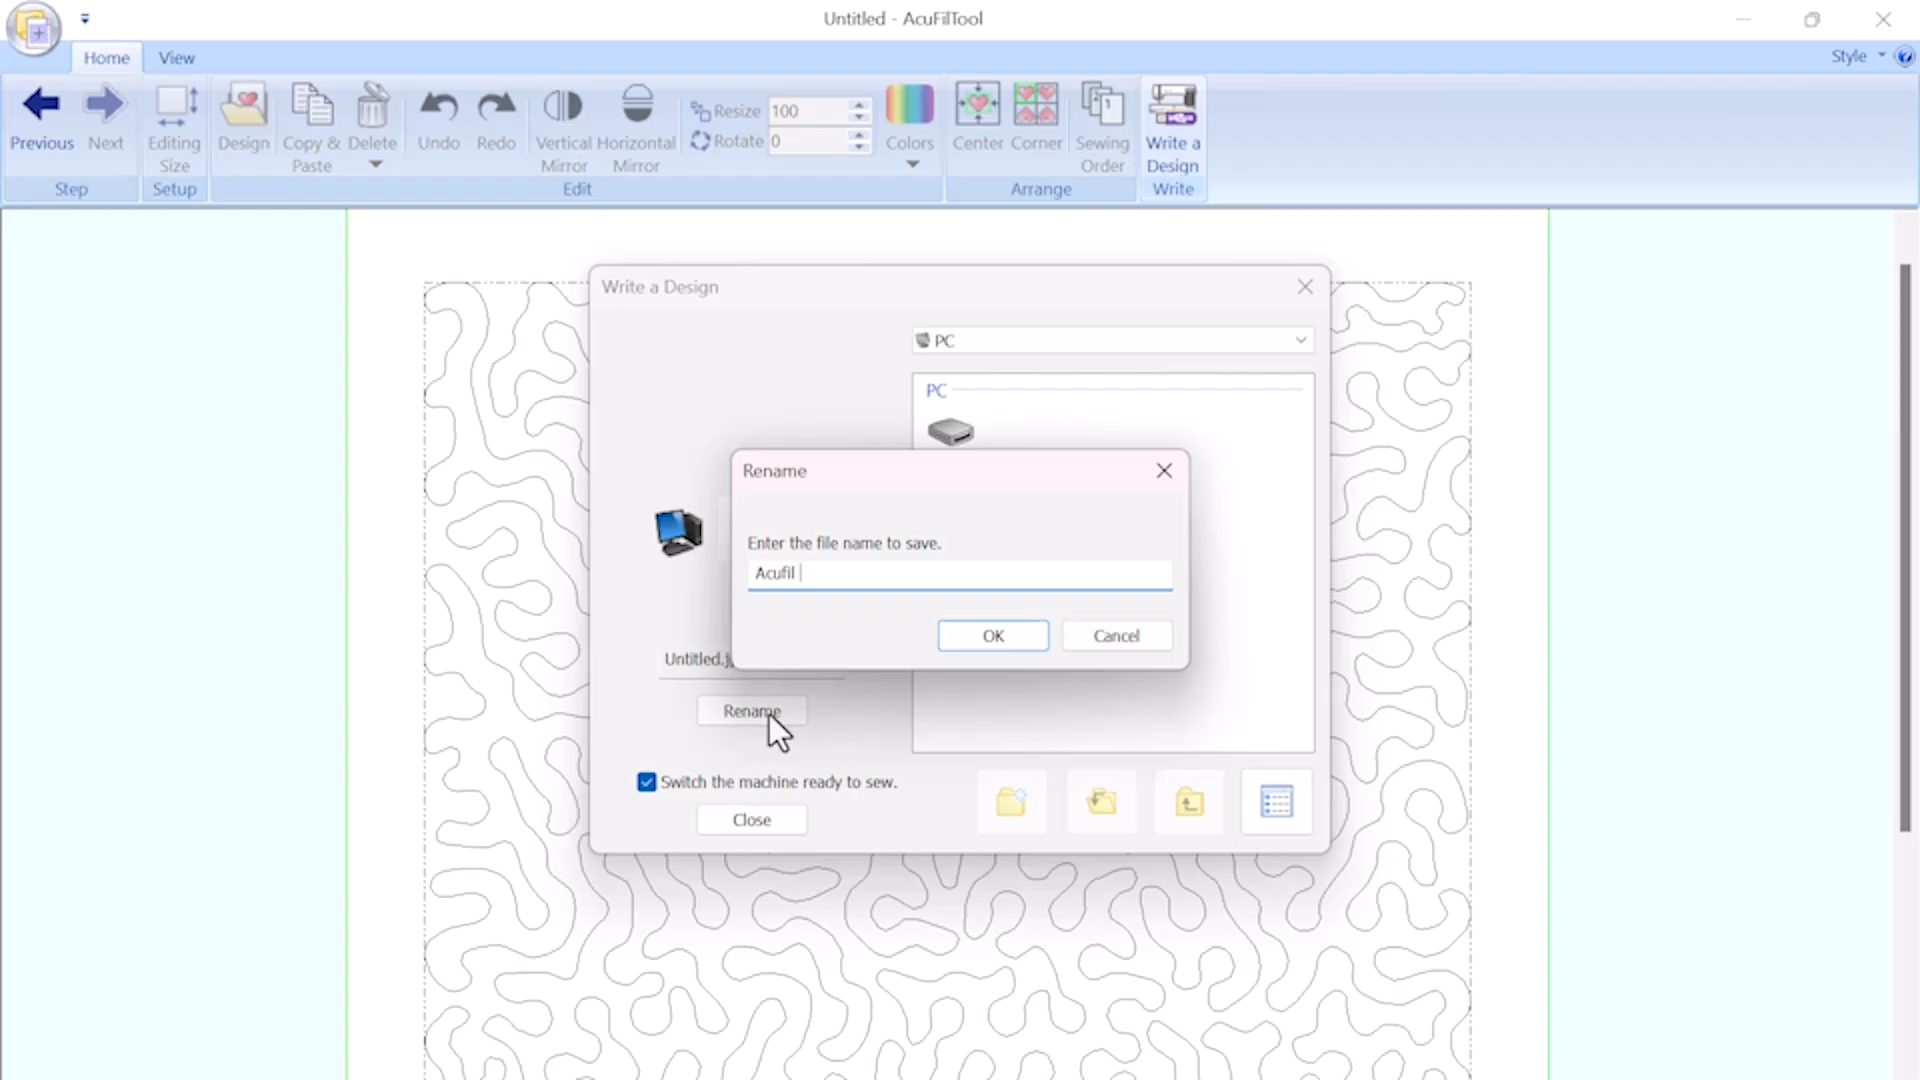 Untitled - AcuFilTool
Home View Style
Previous Next Editing Size Design Copy & Paste Delete Undo Redo Vertical Mirror Horizontal Mirror Resize 100 Rotate 0 Colors Center Corner Sewing Order Write a Design
Step Setup Edit Arrange Write
Write a Design
PC
PC
Rename
Enter the file name to save.
Acufil
OK Cancel
Untitled.j
Rename
Switch the machine ready to sew.
Close